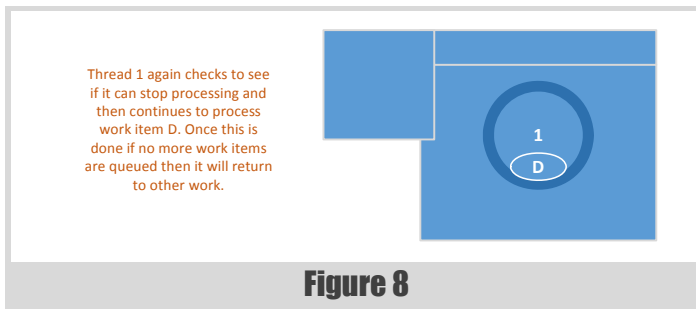 Thread 1 again checks to see
if it can stop processing and
then continues to process
work item D. Once this is
done if no more work items
are queued then it will return
to other work.
1
D
Figure 8